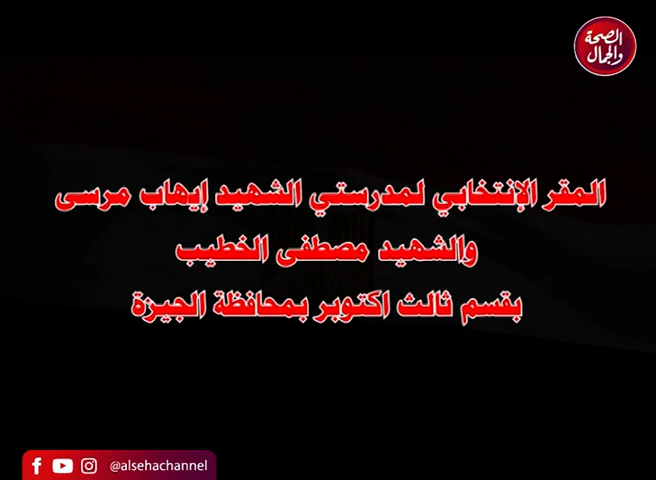 الصحة
والجمال
المقر الإنتخابي لمدرستي الشهيد إيهاب مرسى
والشهيد مصطفى الخطيب
بقسم ثالث اكتوبر بمحافظة الجيزة
@alsehachannel